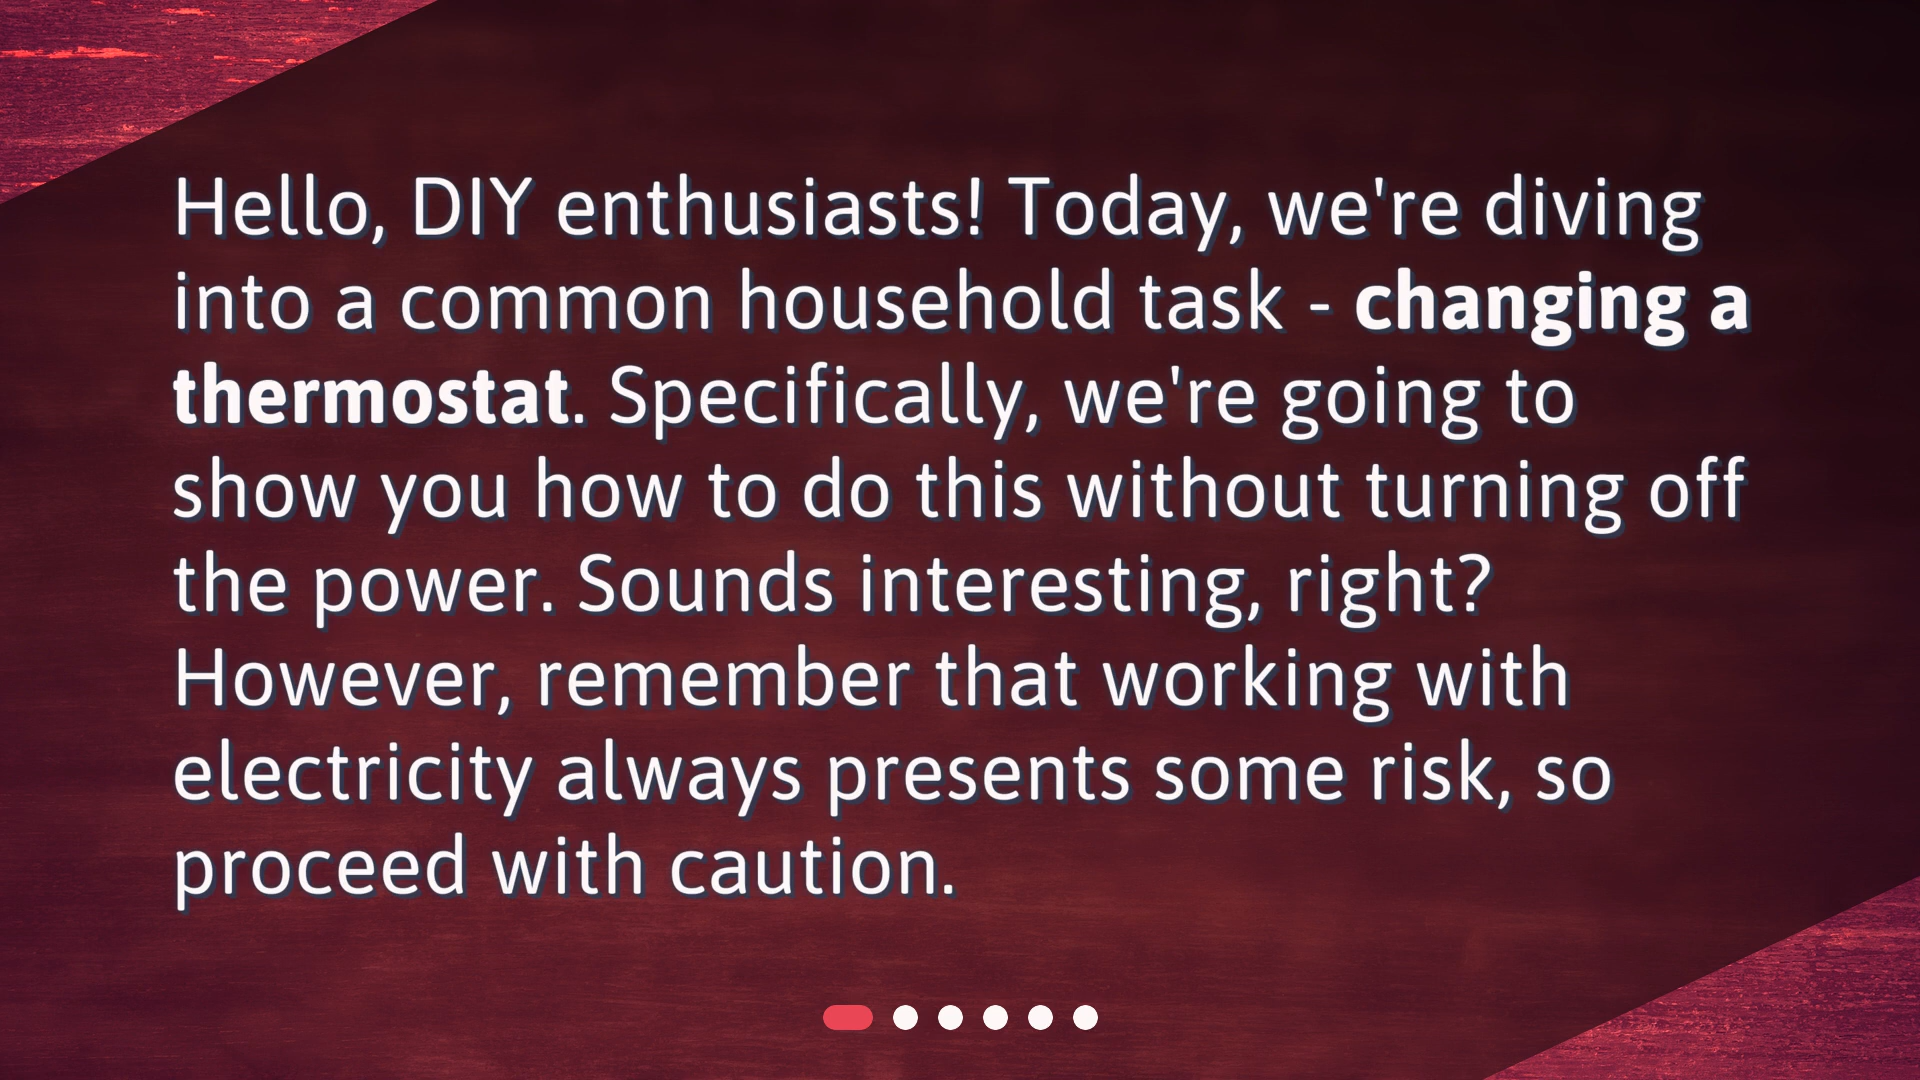 Hello, DIY enthusiasts! Today, we're diving
into a common household task - changing a
thermostat. Specifically, we're going to
show you how to do this without turning off
the power. Sounds interesting, right?
However, remember that working with
electricity always presents some risk, so
proceed with caution.